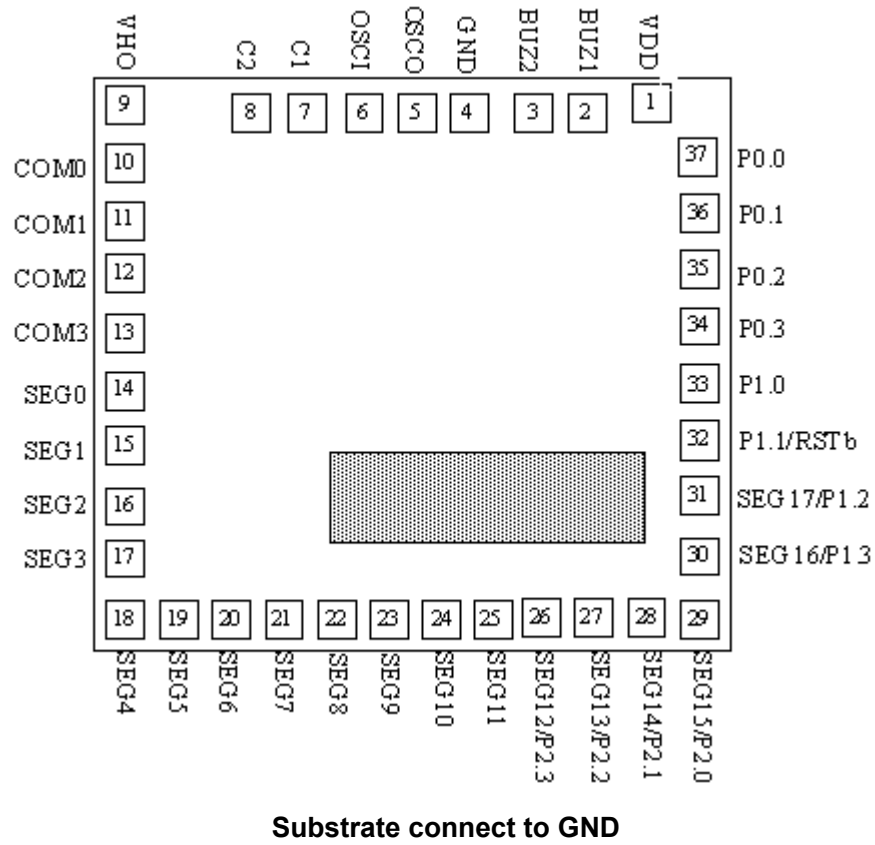 VHO C2 C1 OSCI OSCO GND BUZ2 BUZ1 VDD
9 8 7 6 5 4 3 2 1
COM0 10 37 P0.0
COM1 11 36 P0.1
COM2 12 35 P0.2
COM3 13 34 P0.3
SEG0 14 33 P1.0
SEG1 15 32 P1.1/RSTb
SEG2 16 31 SEG17/P1.2
SEG3 17 30 SEG16/P1.3
18 19 20 21 22 23 24 25 26 27 28 29
SEG4 SEG5 SEG6 SEG7 SEG8 SEG9 SEG10 SEG11 SEG12/P2.3 SEG13/P2.2 SEG14/P2.1 SEG15/P2.0
Substrate connect to GND